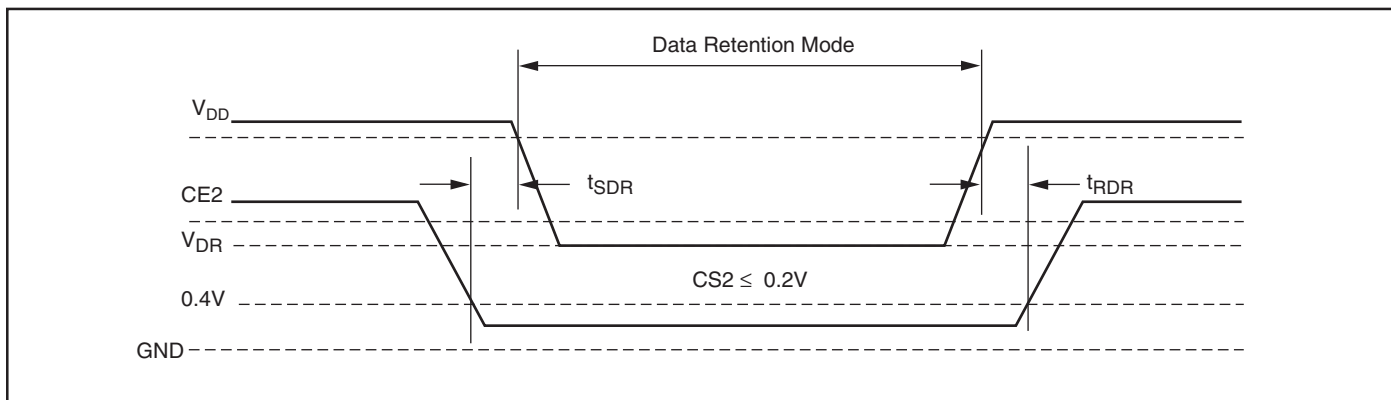 Data Retention Mode
VDD
tSDR
tRDR
CE2
VDR
CS2 ≤ 0.2V
0.4V
GND